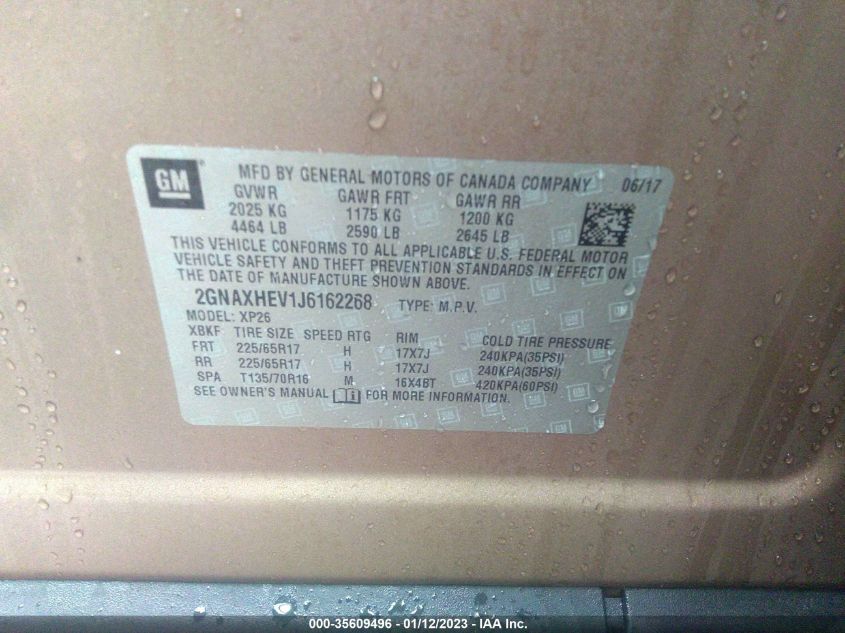 GM
MFD BY GENERAL MOTORS OF CANADA COMPANY 06/17
GVWR GAWR FRT GAWR RR
2025 KG 1175 KG 1200 KG
4464 LB 2590 LB 2645 LB
THIS VEHICLE CONFORMS TO ALL APPLICABLE U.S. FEDERAL MOTOR
VEHICLE SAFETY AND THEFT PREVENTION STANDARDS IN EFFECT ON
THE DATE OF MANUFACTURE SHOWN ABOVE.
2GNAXHEV1J6162268 TYPE: M.P.V.
MODEL: XP26
XBKF TIRE SIZE SPEED RTG RIM COLD TIRE PRESSURE
FRT 225/65R17 H 17X7J 240KPA(35PSI)
RR 225/65R17 H 17X7J 240KPA(35PSI)
SPA T135/70R16 M 16X4BT 420KPA(60PSI)
SEE OWNER'S MANUAL FOR MORE INFORMATION.
000-35609496 - 01/12/2023 - IAA Inc.